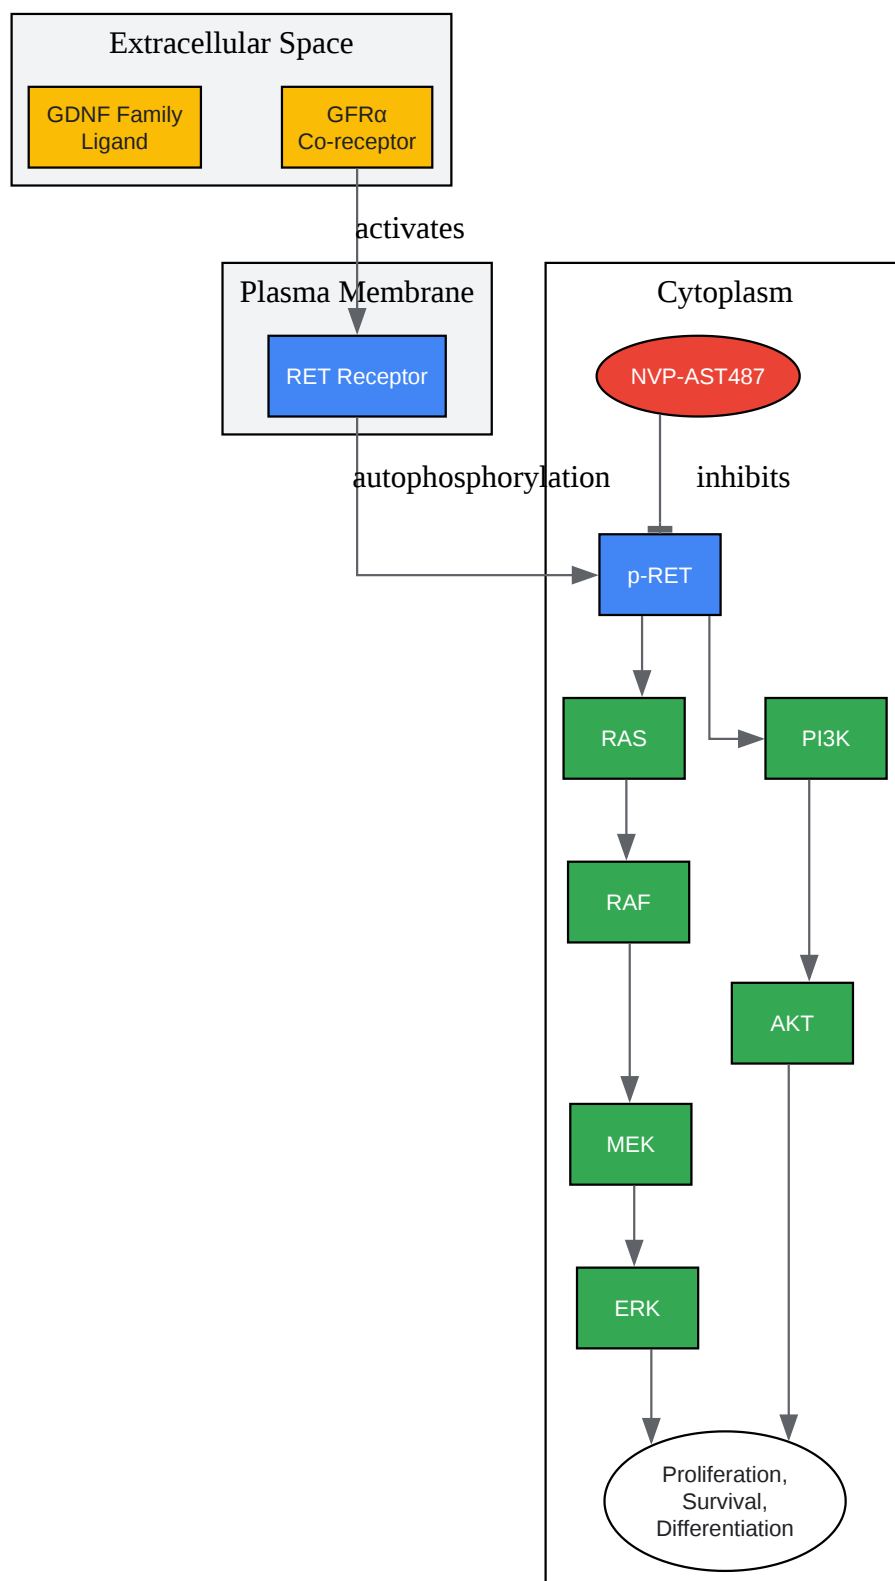 Extracellular Space
GDNF Family
Ligand
GFRα
Co-receptor
activates
Plasma Membrane
RET Receptor
Cytoplasm
NVP-AST487
autophosphorylation
inhibits
p-RET
RAS
PI3K
RAF
AKT
MEK
ERK
Proliferation,
Survival,
Differentiation